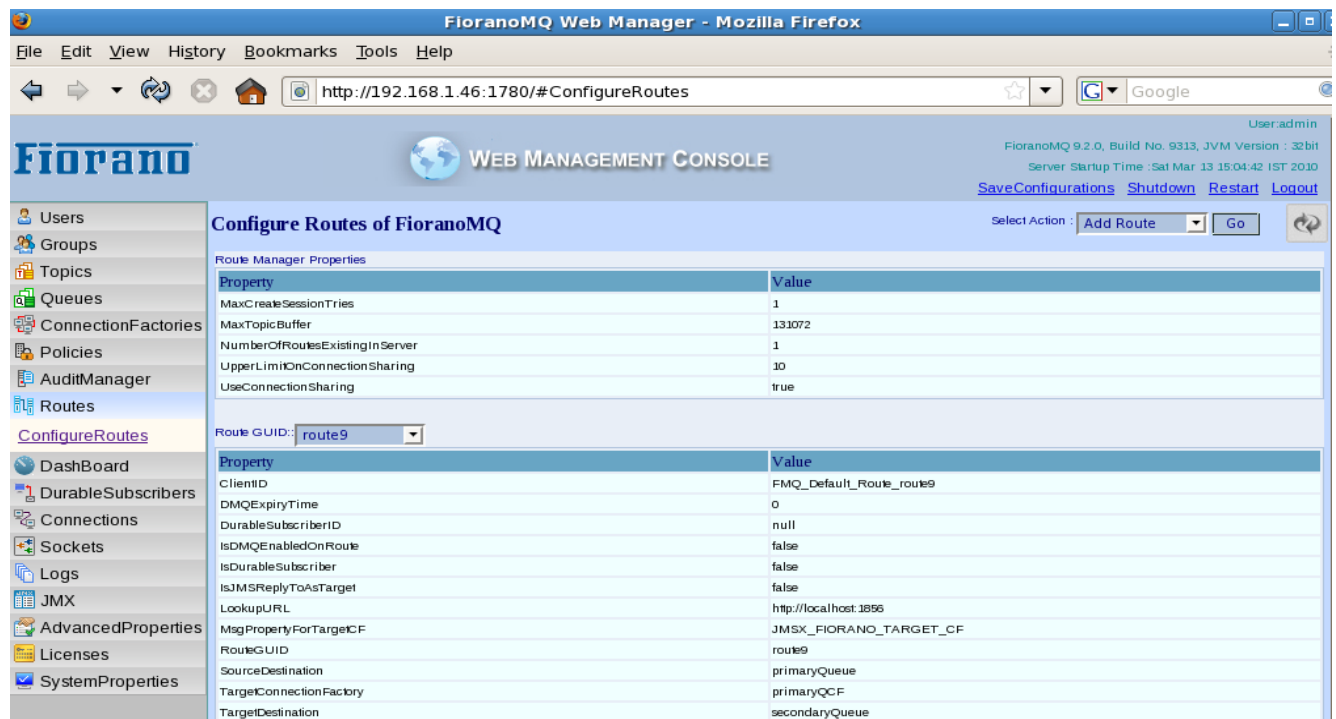 FioranoMQ Web Manager - Mozilla Firefox
File Edit View History Bookmarks Tools Help
http://192.168.1.46:1780/#ConfigureRoutes
G Google
User:admin
Fiorano
WEB MANAGEMENT CONSOLE
FioranoMQ 9.2.0, Build No. 9313, JVM Version : 32bit
Server Startup Time :Sat Mar 13 15:04:42 IST 2010
SaveConfigurations Shutdown Restart Logout
Users
Groups
Topics
Queues
ConnectionFactories
Policies
AuditManager
Routes
ConfigureRoutes
DashBoard
DurableSubscribers
Connections
Sockets
Logs
JMX
AdvancedProperties
Licenses
SystemProperties
Configure Routes of FioranoMQ
Select Action : Add Route Go
Route Manager Properties
Property Value
MaxCreateSessionTries 1
MaxTopicBuffer 131072
NumberOfRoutesExistingInServer 1
UpperLimitOnConnectionSharing 10
UseConnectionSharing true
Route GUID:: route9
Property Value
ClientID FMQ_Default_Route_route9
DMQExpiryTime 0
DurableSubscriberID null
IsDMQEnabledOnRoute false
IsDurableSubscriber false
IsJMSReplyToAsTarget false
LookupURL http://localhost:1856
MsgPropertyForTargetCF JMSX_FIORANO_TARGET_CF
RouteGUID route9
SourceDestination primaryQueue
TargetConnectionFactory primaryQCF
TargetDestination secondaryQueue